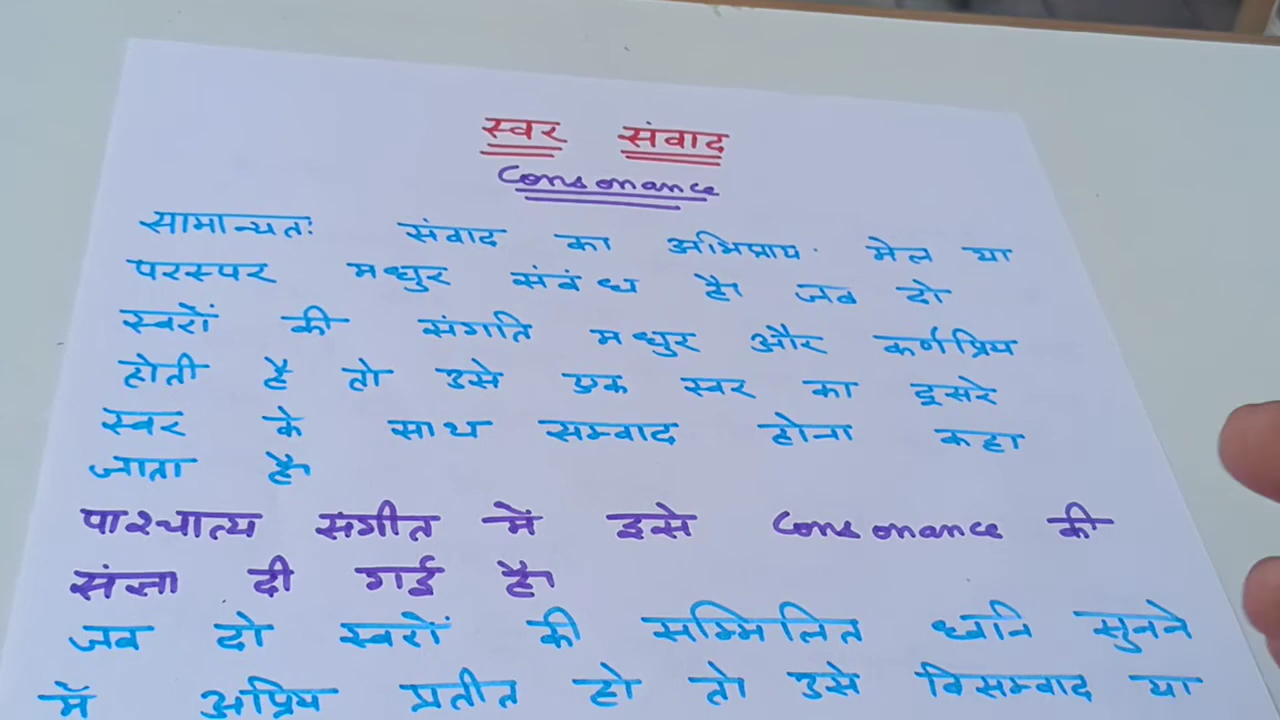 स्वर संवाद
Consonance
सामान्यतः संवाद का अभिप्राय मेल या
परस्पर मधुर संबंध है। जब दो
स्वरों की संगति मधुर और कर्णप्रिय
होती है तो उसे एक स्वर का दूसरे
स्वर के साथ सम्वाद होना कहा
जाता है।
पाश्चात्य संगीत में इसे Consonance की
संज्ञा दी गई है।
जब दो स्वरों की सम्मिलित ध्वनि सुनने
में अप्रिय प्रतीत हो तो उसे विसम्वाद या